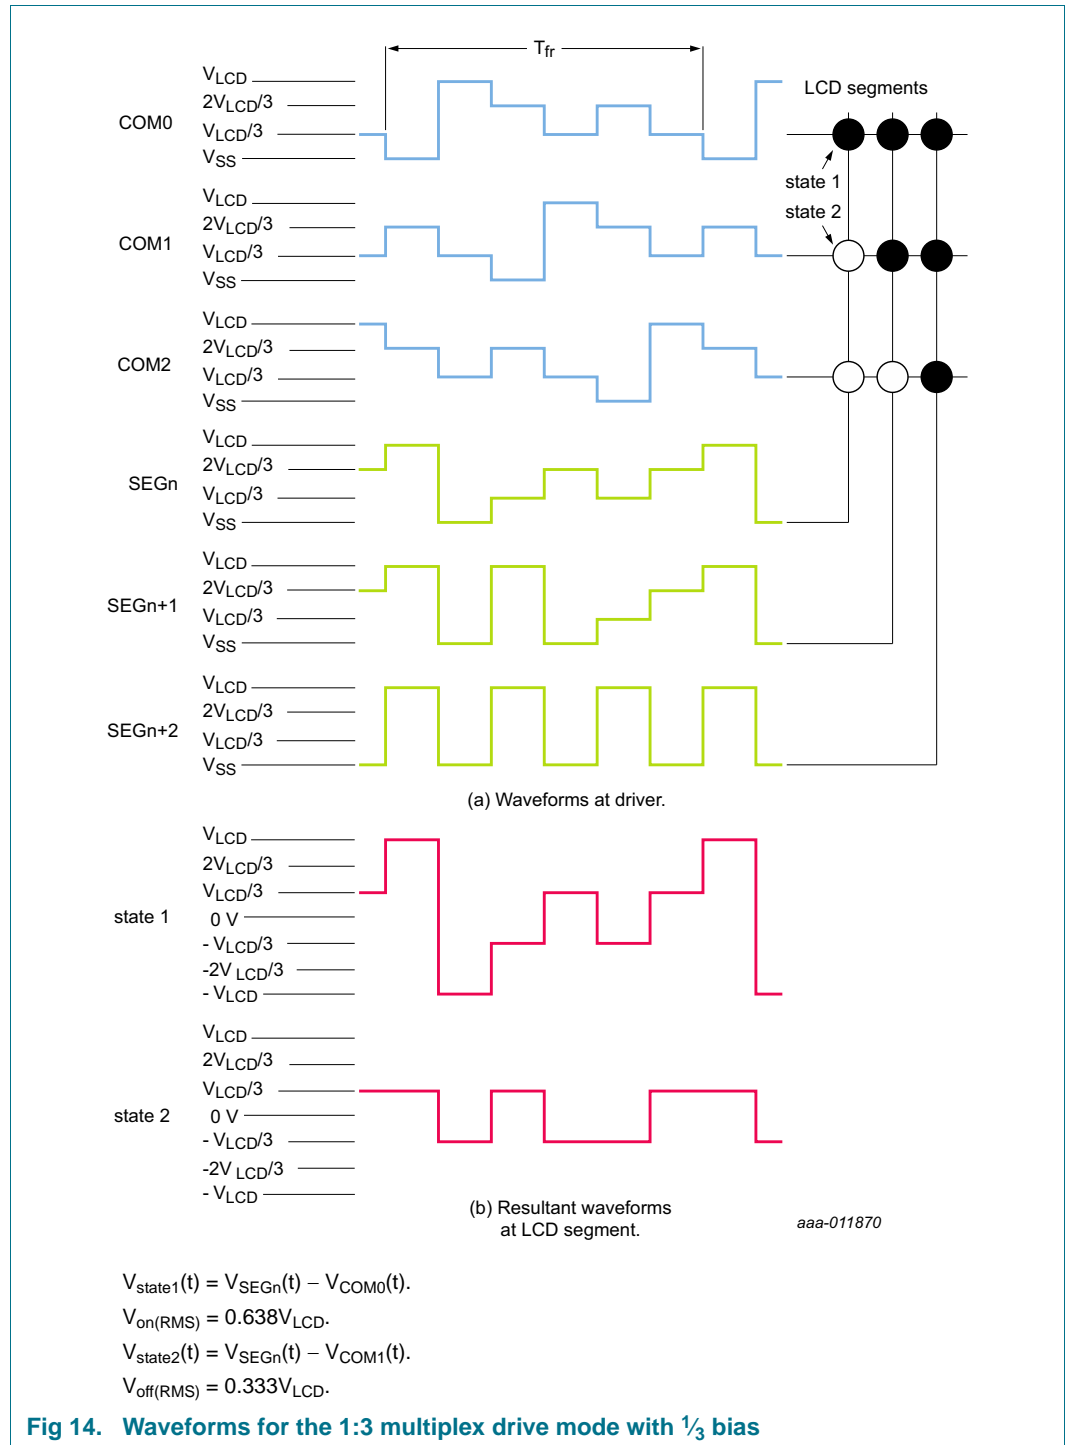 Tfr
VLCD
2VLCD/3
COM0
VLCD/3
VSS
LCD segments
state 1
state 2
VLCD
2VLCD/3
COM1
VLCD/3
VSS
VLCD
2VLCD/3
COM2
VLCD/3
VSS
VLCD
2VLCD/3
SEGn
VLCD/3
VSS
VLCD
2VLCD/3
SEGn+1
VLCD/3
VSS
VLCD
2VLCD/3
SEGn+2
VLCD/3
VSS
(a) Waveforms at driver.
VLCD
2VLCD/3
VLCD/3
state 1
0 V
- VLCD/3
-2V LCD/3
- VLCD
VLCD
2VLCD/3
VLCD/3
state 2
0 V
- VLCD/3
-2V LCD/3
- VLCD
(b) Resultant waveforms
at LCD segment.
aaa-011870
Vstate1(t) = VSEGn(t) − VCOM0(t).
Von(RMS) = 0.638VLCD.
Vstate2(t) = VSEGn(t) − VCOM1(t).
Voff(RMS) = 0.333VLCD.
Fig 14. Waveforms for the 1:3 multiplex drive mode with 1⁄3 bias